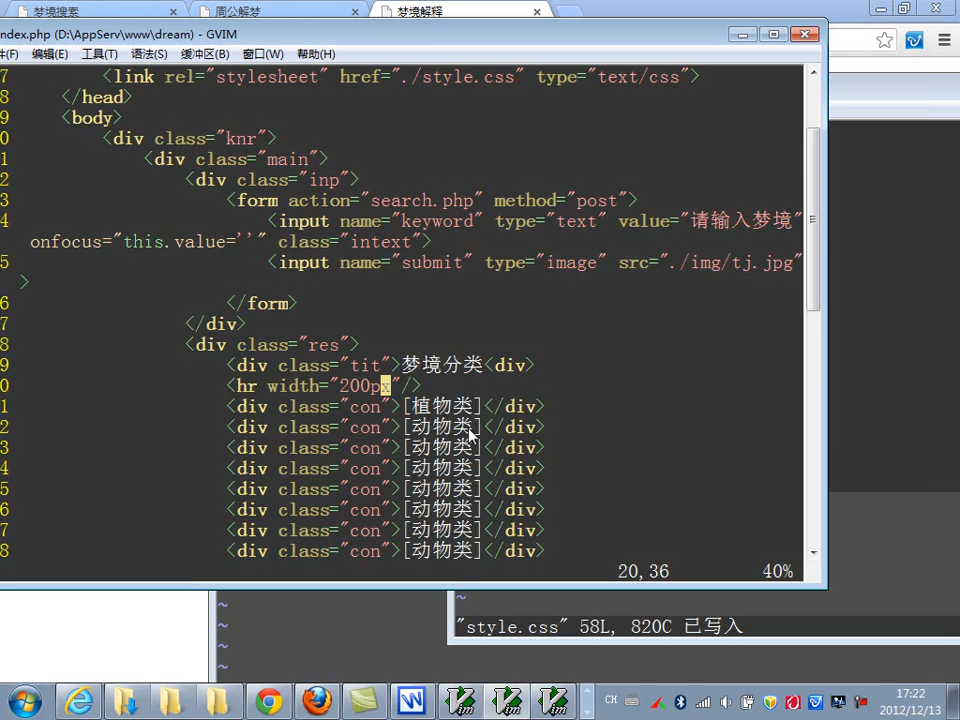 梦境搜索
周公解梦
梦境解释
ndex.php (D:\AppServ\www\dream) - GVIM
件(F) 编辑(E) 工具(T) 语法(S) 缓冲区(B) 窗口(W) 帮助(H)
7 <link rel="stylesheet" href="./style.css" type="text/css">
8 </head>
9 <body>
0 <div class="knr">
1 <div class="main">
2 <div class="inp">
3 <form action="search.php" method="post">
4 <input name="keyword" type="text" value="请输入梦境"
onfocus="this.value=''" class="intext">
5 <input name="submit" type="image" src="./img/tj.jpg"
>
6 </form>
7 </div>
8 <div class="res">
9 <div class="tit">梦境分类<div>
0 <hr width="200px"/>
1 <div class="con">[植物类]</div>
2 <div class="con">[动物类]</div>
3 <div class="con">[动物类]</div>
4 <div class="con">[动物类]</div>
5 <div class="con">[动物类]</div>
6 <div class="con">[动物类]</div>
7 <div class="con">[动物类]</div>
8 <div class="con">[动物类]</div>
20,36 40%
~
~
~
~
~
"style.css" 58L, 820C 已写入
CH
17:22
2012/12/13